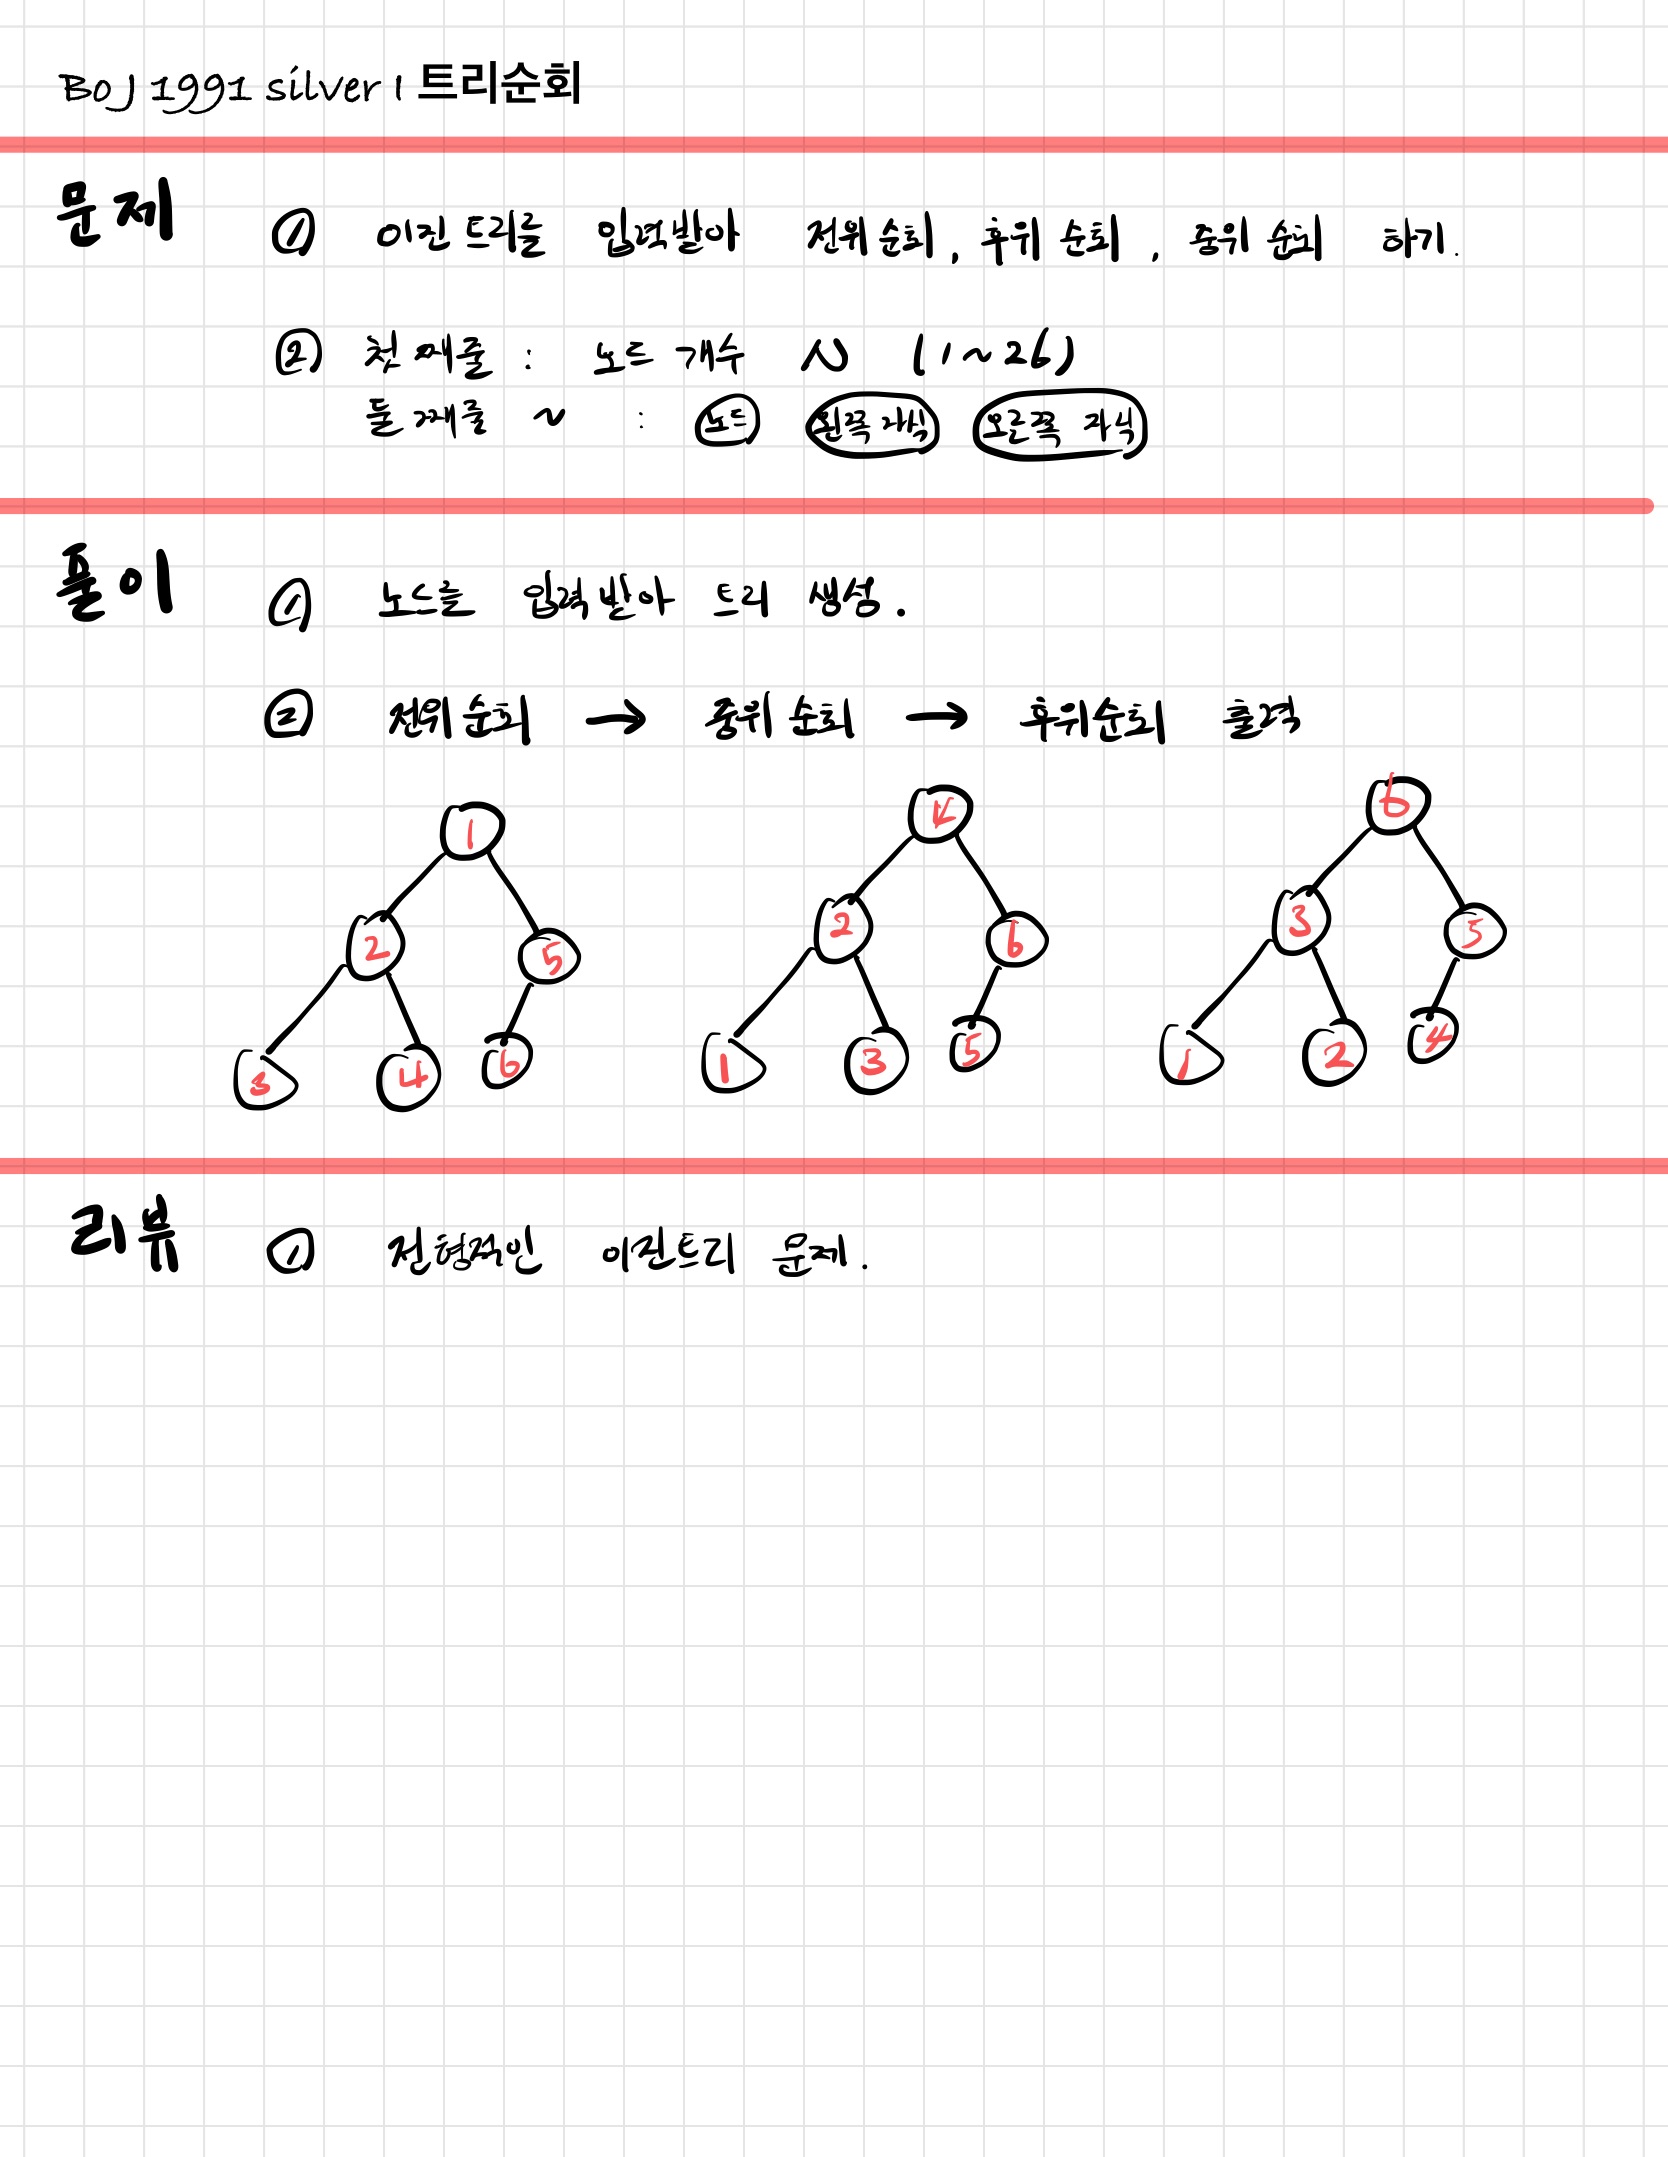 BOJ 1991 silver 1 트리순회
문제
① 이진 트리를 입력받아 전위 순회, 후위 순회, 중위 순회 하기.
② 첫째줄 : 노드 개수 N (1~26)
둘째줄 ~ : 노드 왼쪽 자식 오른쪽 자식
풀이
① 노드를 입력받아 트리 생성.
② 전위순회 → 중위순회 → 후위순회 출력
1 2 5 3 4 6
2 6 1 3 5
6 3 5 1 2 4
리뷰
① 전형적인 이진트리 문제.